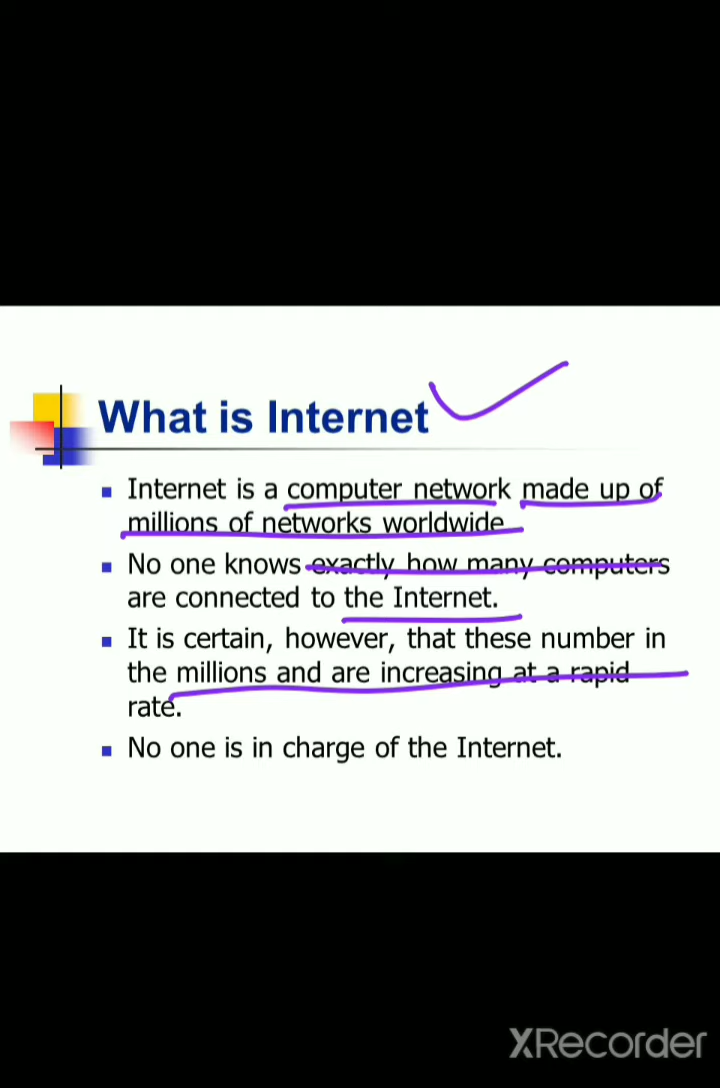 What is Internet
Internet is a computer network made up of
millions of networks worldwide
No one knows exactly how many computers
are connected to the Internet.
It is certain, however, that these number in
the millions and are increasing at a rapid
rate.
No one is in charge of the Internet.
XRecorder